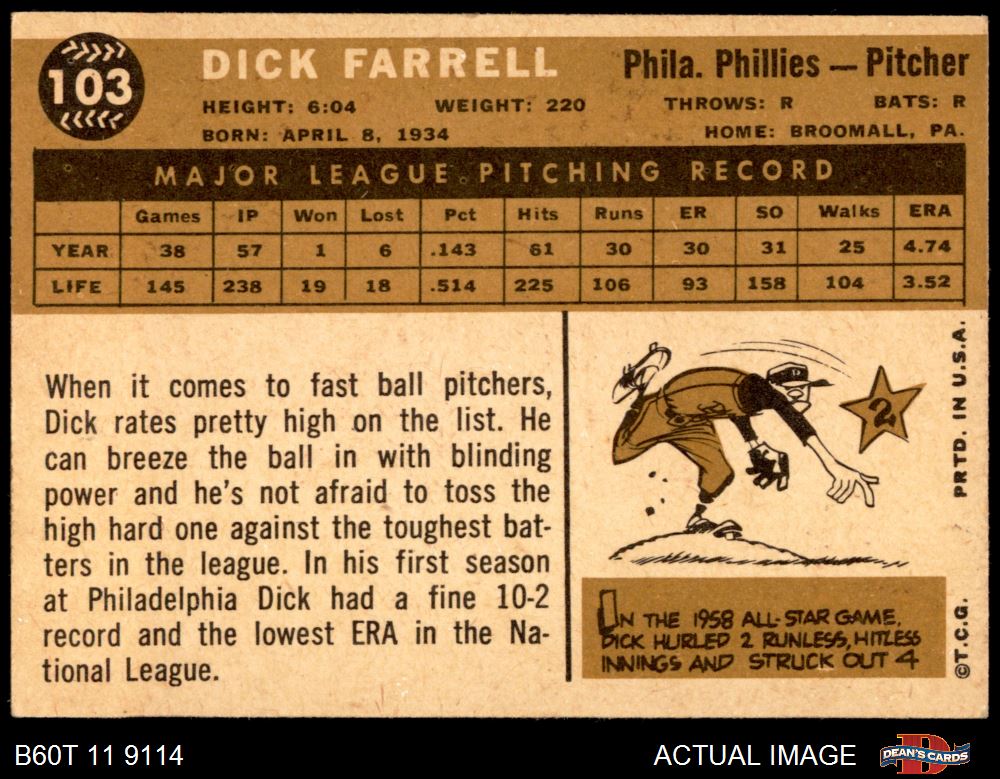 103
DICK FARRELL
Phila. Phillies — Pitcher
HEIGHT: 6:04 WEIGHT: 220 THROWS: R BATS: R
BORN: APRIL 8, 1934 HOME: BROOMALL, PA.
MAJOR LEAGUE PITCHING RECORD
Games IP Won Lost Pct Hits Runs ER SO Walks ERA
YEAR 38 57 1 6 .143 61 30 30 31 25 4.74
LIFE 145 238 19 18 .514 225 106 93 158 104 3.52
When it comes to fast ball pitchers,
Dick rates pretty high on the list. He
can breeze the ball in with blinding
power and he's not afraid to toss the
high hard one against the toughest bat-
ters in the league. In his first season
at Philadelphia Dick had a fine 10-2
record and the lowest ERA in the Na-
tional League.
2
IN THE 1958 ALL-STAR GAME,
DICK HURLED 2 RUNLESS, HITLESS
INNINGS AND STRUCK OUT 4
©T.C.G. PRTD. IN U.S.A.
B60T 11 9114
ACTUAL IMAGE
DEAN'S CARDS